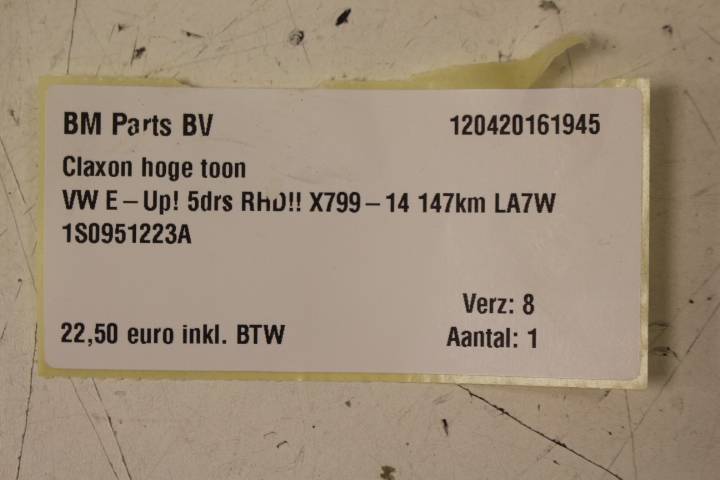 BM Parts BV 120420161945
Claxon hoge toon
VW E-Up! 5drs RHD!! X799-14 147km LA7W
1S0951223A
Verz: 8
22,50 euro inkl. BTW Aantal: 1